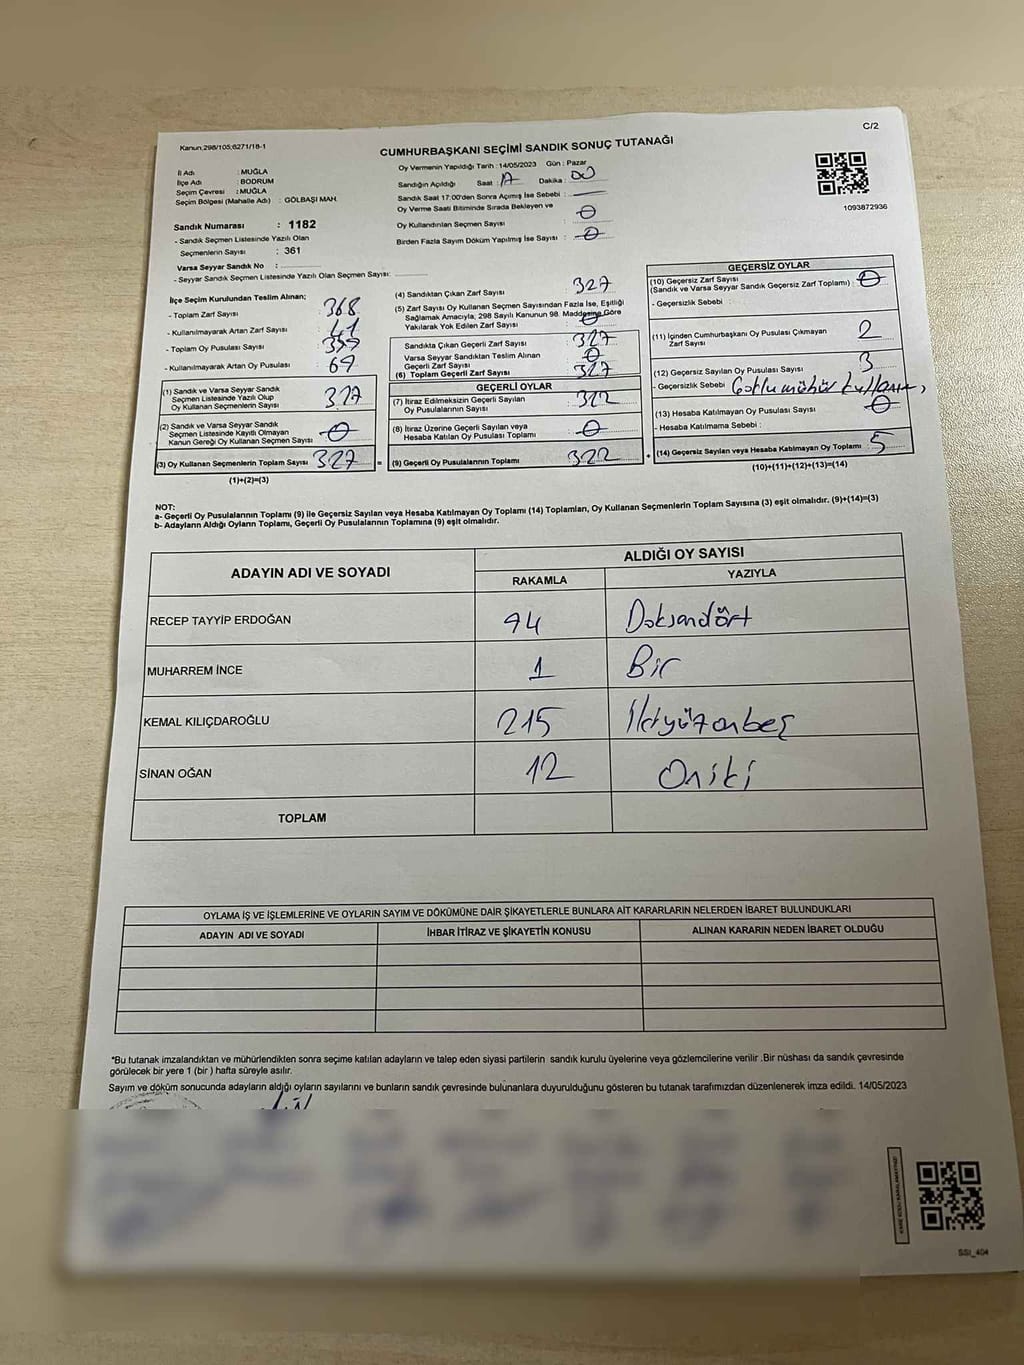 C/2
Kanun,298/105;6271/18-1
CUMHURBAŞKANI SEÇİMİ SANDIK SONUÇ TUTANAĞI
İl Adı : MUĞLA
İlçe Adı : BODRUM
Seçim Çevresi : MUĞLA
Seçim Bölgesi (Mahalle Adı) : GÖLBAŞI MAH.
Sandık Numarası : 1182
- Sandık Seçmen Listesinde Yazılı Olan
Seçmenlerin Sayısı : 361
Varsa Seyyar Sandık No :
- Seyyar Sandık Seçmen Listesinde Yazılı Olan Seçmen Sayısı:
Oy Vermenin Yapıldığı Tarih :14/05/2023 Gün : Pazar
Sandığın Açıldığı Saat : 17 Dakika : 00
Sandık Saat 17.00'den Sonra Açımış İse Sebebi :
Oy Verme Saati Bitiminde Sırada Bekleyen ve
Oy Kullandırılan Seçmen Sayısı : 0
Birden Fazla Sayım Döküm Yapılmış İse Sayısı : 0
1093872936
İlçe Seçim Kurulundan Teslim Alınan;
- Toplam Zarf Sayısı : 368
- Kullanılmayarak Artan Zarf Sayısı : 41
- Toplam Oy Pusulası Sayısı :
- Kullanılmayarak Artan Oy Pusulası : 69
(1) Sandık ve Varsa Seyyar Sandık
Seçmen Listesinde Yazılı Olup
Oy Kullanan Seçmenlerin Sayısı : 327
(2) Sandık ve Varsa Seyyar Sandık
Seçmen Listesinde Kayıtlı Olmayan
Kanun Gereği Oy Kullanan Seçmen Sayısı : 0
(3) Oy Kullanan Seçmenlerin Toplam Sayısı : 327 =
(1)+(2)=(3)
(4) Sandıktan Çıkan Zarf Sayısı : 327
(5) Zarf Sayısı Oy Kullanan Seçmen Sayısından Fazla İse, Eşitliği
Sağlamak Amacıyla, 298 Sayılı Kanunun 98. Maddesine Göre
Yakılarak Yok Edilen Zarf Sayısı : 0
Sandıkta Çıkan Geçerli Zarf Sayısı : 327
Varsa Seyyar Sandıktan Teslim Alınan
Geçerli Zarf Sayısı : 0
(6) Toplam Geçerli Zarf Sayısı : 327
GEÇERLİ OYLAR
(7) İtiraz Edilmeksizin Geçerli Sayılan
Oy Pusulalarının Sayısı : 322
(8) İtiraz Üzerine Geçerli Sayılan veya
Hesaba Katılan Oy Pusulası Toplamı : 0
(9) Geçerli Oy Pusulalarının Toplamı : 322 +
GEÇERSİZ OYLAR
(10) Geçersiz Zarf Sayısı
(Sandık ve Varsa Seyyar Sandık Geçersiz Zarf Toplamı) : 0
- Geçersizlik Sebebi :
(11) İçinden Cumhurbaşkanı Oy Pusulası Çıkmayan
Zarf Sayısı : 2
(12) Geçersiz Sayılan Oy Pusulası Sayısı : 3
- Geçersizlik Sebebi : Çoklu mühür
(13) Hesaba Katılmayan Oy Pusulası Sayısı : 0
- Hesaba Katılmama Sebebi :
(14) Geçersiz Sayılan veya Hesaba Katılmayan Oy Toplamı : 5
(10)+(11)+(12)+(13)=(14)
NOT:
a- Geçerli Oy Pusulalarının Toplamı (9) ile Geçersiz Sayılan veya Hesaba Katılmayan Oy Toplamı (14) Toplamları, Oy Kullanan Seçmenlerin Toplam Sayısına (3) eşit olmalıdır. (9)+(14)=(3)
b- Adayların Aldığı Oyların Toplamı, Geçerli Oy Pusulalarının Toplamına (9) eşit olmalıdır.
ADAYIN ADI VE SOYADI
ALDIĞI OY SAYISI
RAKAMLA YAZIYLA
RECEP TAYYİP ERDOĞAN 94 Doksandört
MUHARREM İNCE 1 Bir
KEMAL KILIÇDAROĞLU 215 İkiyüzonbeş
SİNAN OĞAN 12 Oniki
TOPLAM
OYLAMA İŞ VE İŞLEMLERİNE VE OYLARIN SAYIM VE DÖKÜMÜNE DAİR ŞİKAYETLERLE BUNLARA AİT KARARLARIN NELERDEN İBARET BULUNDUKLARI
ADAYIN ADI VE SOYADI İHBAR İTİRAZ VE ŞİKAYETİN KONUSU ALINAN KARARIN NEDEN İBARET OLDUĞU
*Bu tutanak imzalandıktan ve mühürlendikten sonra seçime katılan adayların ve talep eden siyasi partilerin sandık kurulu üyelerine veya gözlemcilerine verilir .Bir nüshası da sandık çevresinde
görülecek bir yere 1 (bir ) hafta süreyle asılır.
Sayım ve döküm sonucunda adayların aldığı oyların sayılarını ve bunların sandık çevresinde bulunanlara duyurulduğunu gösteren bu tutanak tarafımızdan düzenlenerek imza edildi. 14/05/2023
SSI_404